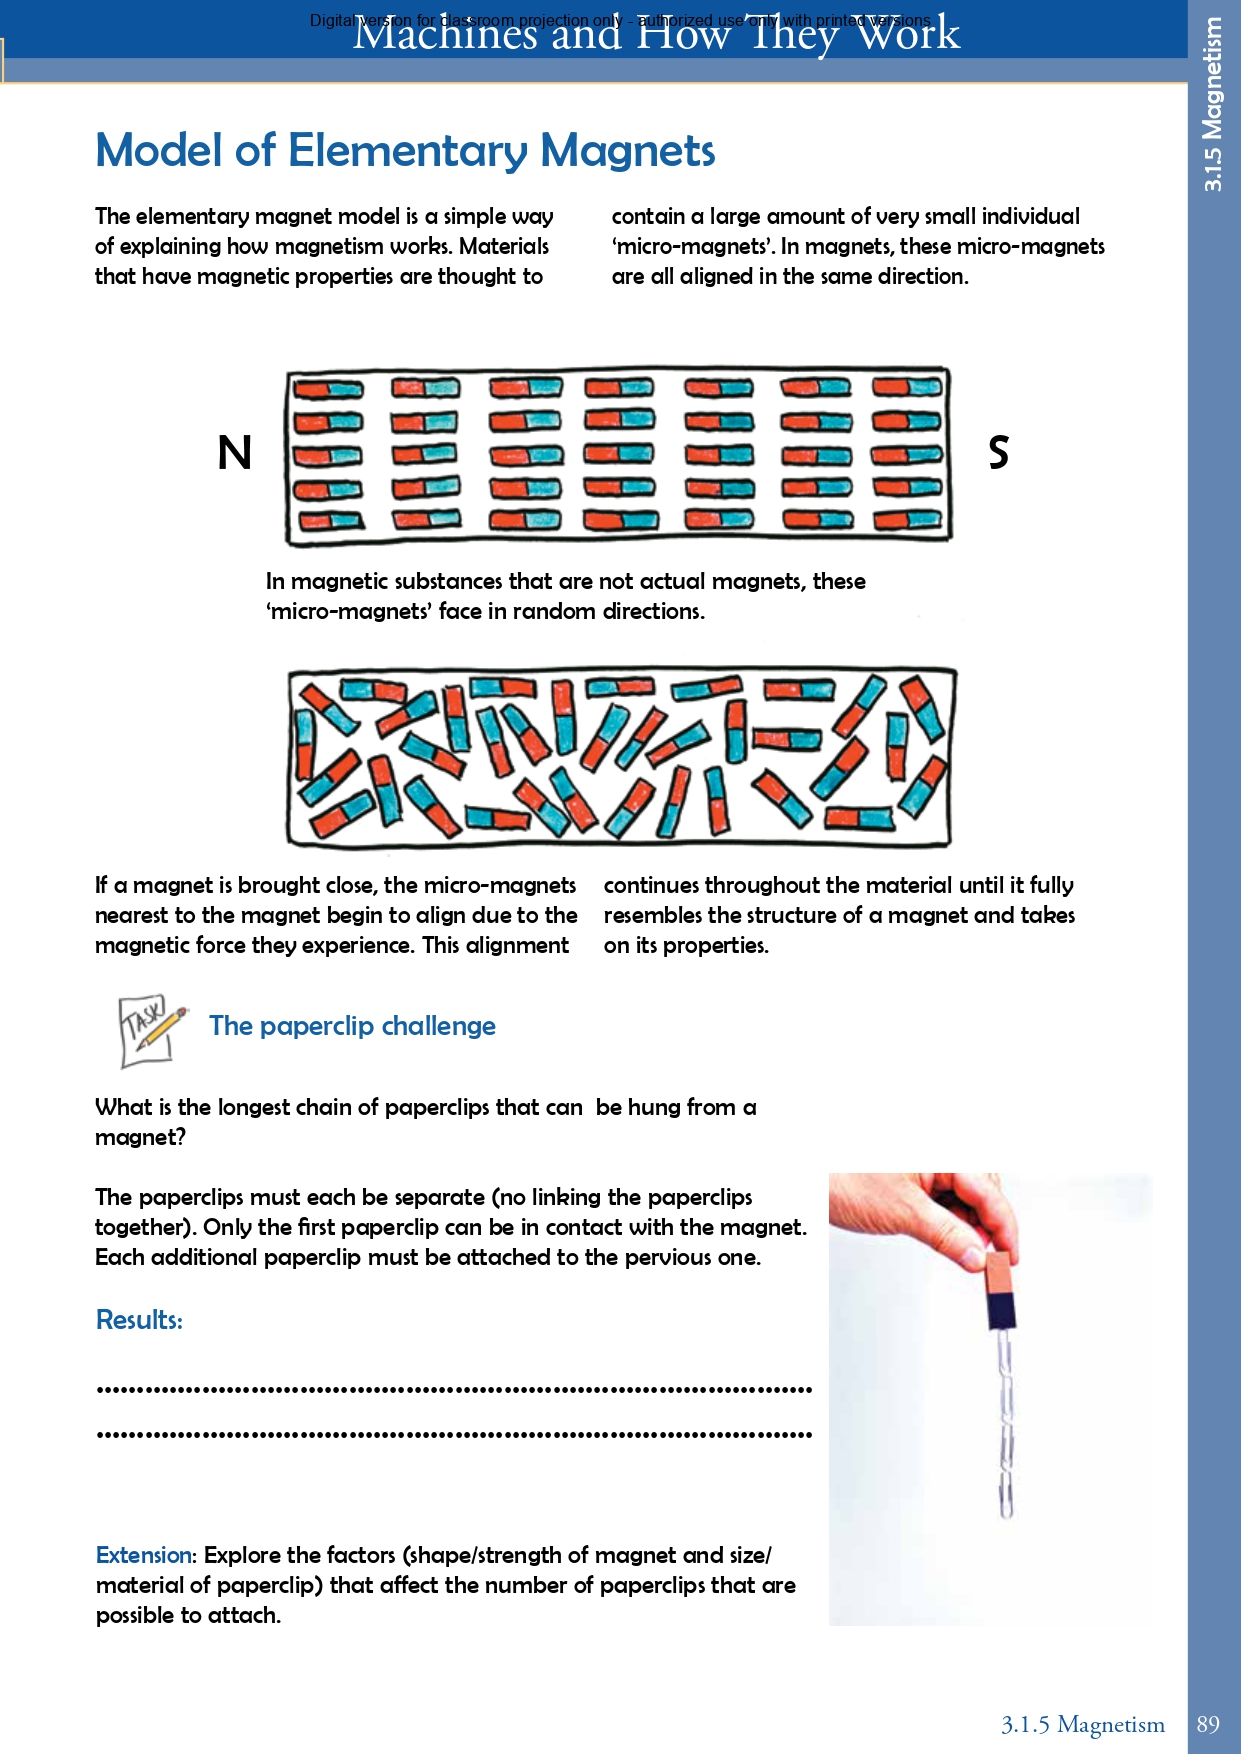 Digital version for classroom projection only - authorized use only with printed versions
Machines and How They Work
3.1.5 Magnetism
Model of Elementary Magnets
The elementary magnet model is a simple way
of explaining how magnetism works. Materials
that have magnetic properties are thought to
contain a large amount of very small individual
‘micro-magnets’. In magnets, these micro-magnets
are all aligned in the same direction.
N
S
In magnetic substances that are not actual magnets, these
‘micro-magnets’ face in random directions.
If a magnet is brought close, the micro-magnets
nearest to the magnet begin to align due to the
magnetic force they experience. This alignment
continues throughout the material until it fully
resembles the structure of a magnet and takes
on its properties.
TASK
The paperclip challenge
What is the longest chain of paperclips that can be hung from a
magnet?
The paperclips must each be separate (no linking the paperclips
together). Only the first paperclip can be in contact with the magnet.
Each additional paperclip must be attached to the pervious one.
Results:
Extension: Explore the factors (shape/strength of magnet and size/
material of paperclip) that affect the number of paperclips that are
possible to attach.
3.1.5 Magnetism
89